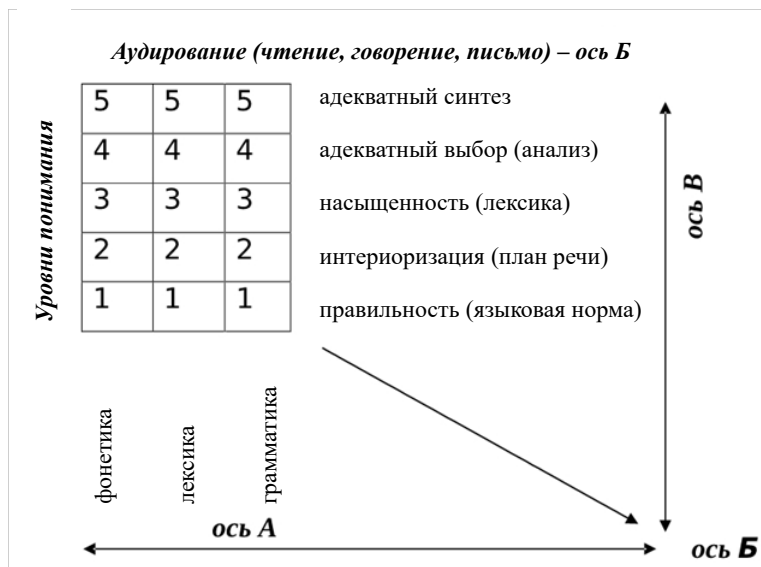 Аудирование (чтение, говорение, письмо) – ось Б
Уровни понимания
5 5 5 адекватный синтез
4 4 4 адекватный выбор (анализ)
3 3 3 насыщенность (лексика)
2 2 2 интериоризация (план речи)
1 1 1 правильность (языковая норма)
ось В
фонетика
лексика
грамматика
ось А
ось Б